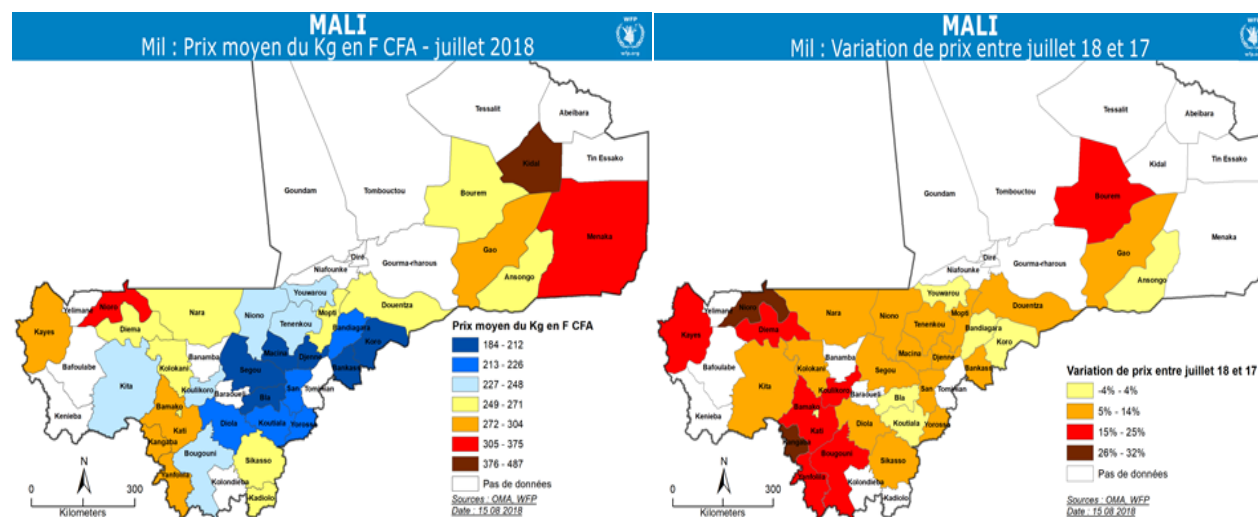 MALI
Mil : Prix moyen du Kg en F CFA - juillet 2018
WFP
wfp.org
Tessalit
Abeibara
Kidal
Tin Essako
Goundam
Tombouctou
Bourem
Menaka
Gao
Diré
Gourma-rharous
Ansongo
Niafounke
Youwarou
Yelimané
Nioro
Nara
Niono
Mopti
Douentza
Tenenkou
Diema
Bandiagara
Kayes
Koro
Macina
Djenne
Banamba
Bafoulabe
Segou
Bankass
Kolokani
Kita
Koulikoro
San
Tominian
Baraoueli
Bla
Kenieba
Bamako
Kati
Diola
Koutiala
Yorosso
Kangaba
Bougouni
Sikasso
Yanfolila
Kolondieba
Kadiolo
Prix moyen du Kg en F CFA
184 - 212
213 - 226
227 - 248
249 - 271
272 - 304
305 - 375
376 - 487
Pas de données
N
0 300
Kilometers
Sources : OMA_WFP
Date : 15 08 2018
MALI
Mil : Variation de prix entre juillet 18 et 17
WFP
wfp.org
Tessalit
Abeibara
Kidal
Tin Essako
Goundam
Tombouctou
Bourem
Menaka
Gao
Diré
Gourma-rharous
Ansongo
Niafounke
Youwarou
Yelimané
Nioro
Nara
Niono
Mopti
Douentza
Tenenkou
Diema
Bandiagara
Kayes
Koro
Macina
Djenne
Banamba
Bafoulabe
Segou
Bankass
Kolokani
Kita
Koulikoro
San
Tominian
Baraoueli
Bla
Kenieba
Bamako
Kati
Diola
Koutiala
Yorosso
Kangaba
Bougouni
Sikasso
Yanfolila
Kolondieba
Kadiolo
Variation de prix entre juillet 18 et 17
-4% - 4%
5% - 14%
15% - 25%
26% - 32%
Pas de données
N
0 300
Kilometers
Sources : OMA_WFP
Date : 15 08 2018